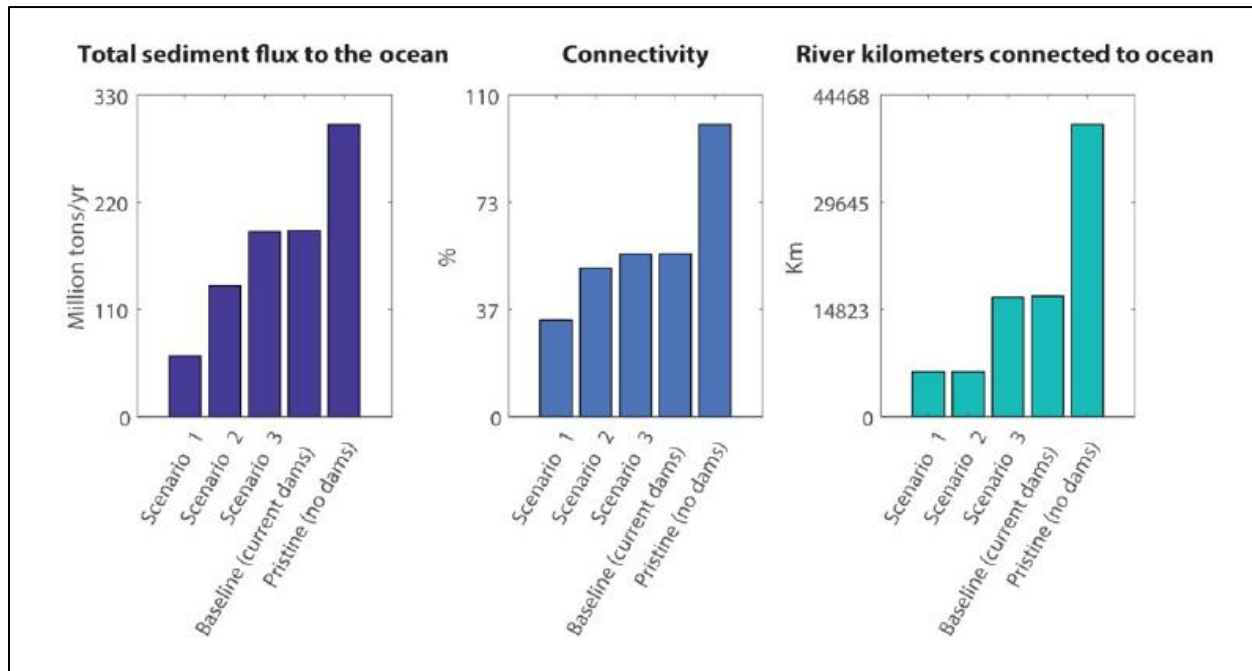 Total sediment flux to the ocean
330
220
110
0
Million tons/yr
Scenario 1
Scenario 2
Scenario 3
Baseline (current dams)
Pristine (no dams)
Connectivity
110
73
37
0
%
Scenario 1
Scenario 2
Scenario 3
Baseline (current dams)
Pristine (no dams)
River kilometers connected to ocean
44468
29645
14823
0
Km
Scenario 1
Scenario 2
Scenario 3
Baseline (current dams)
Pristine (no dams)